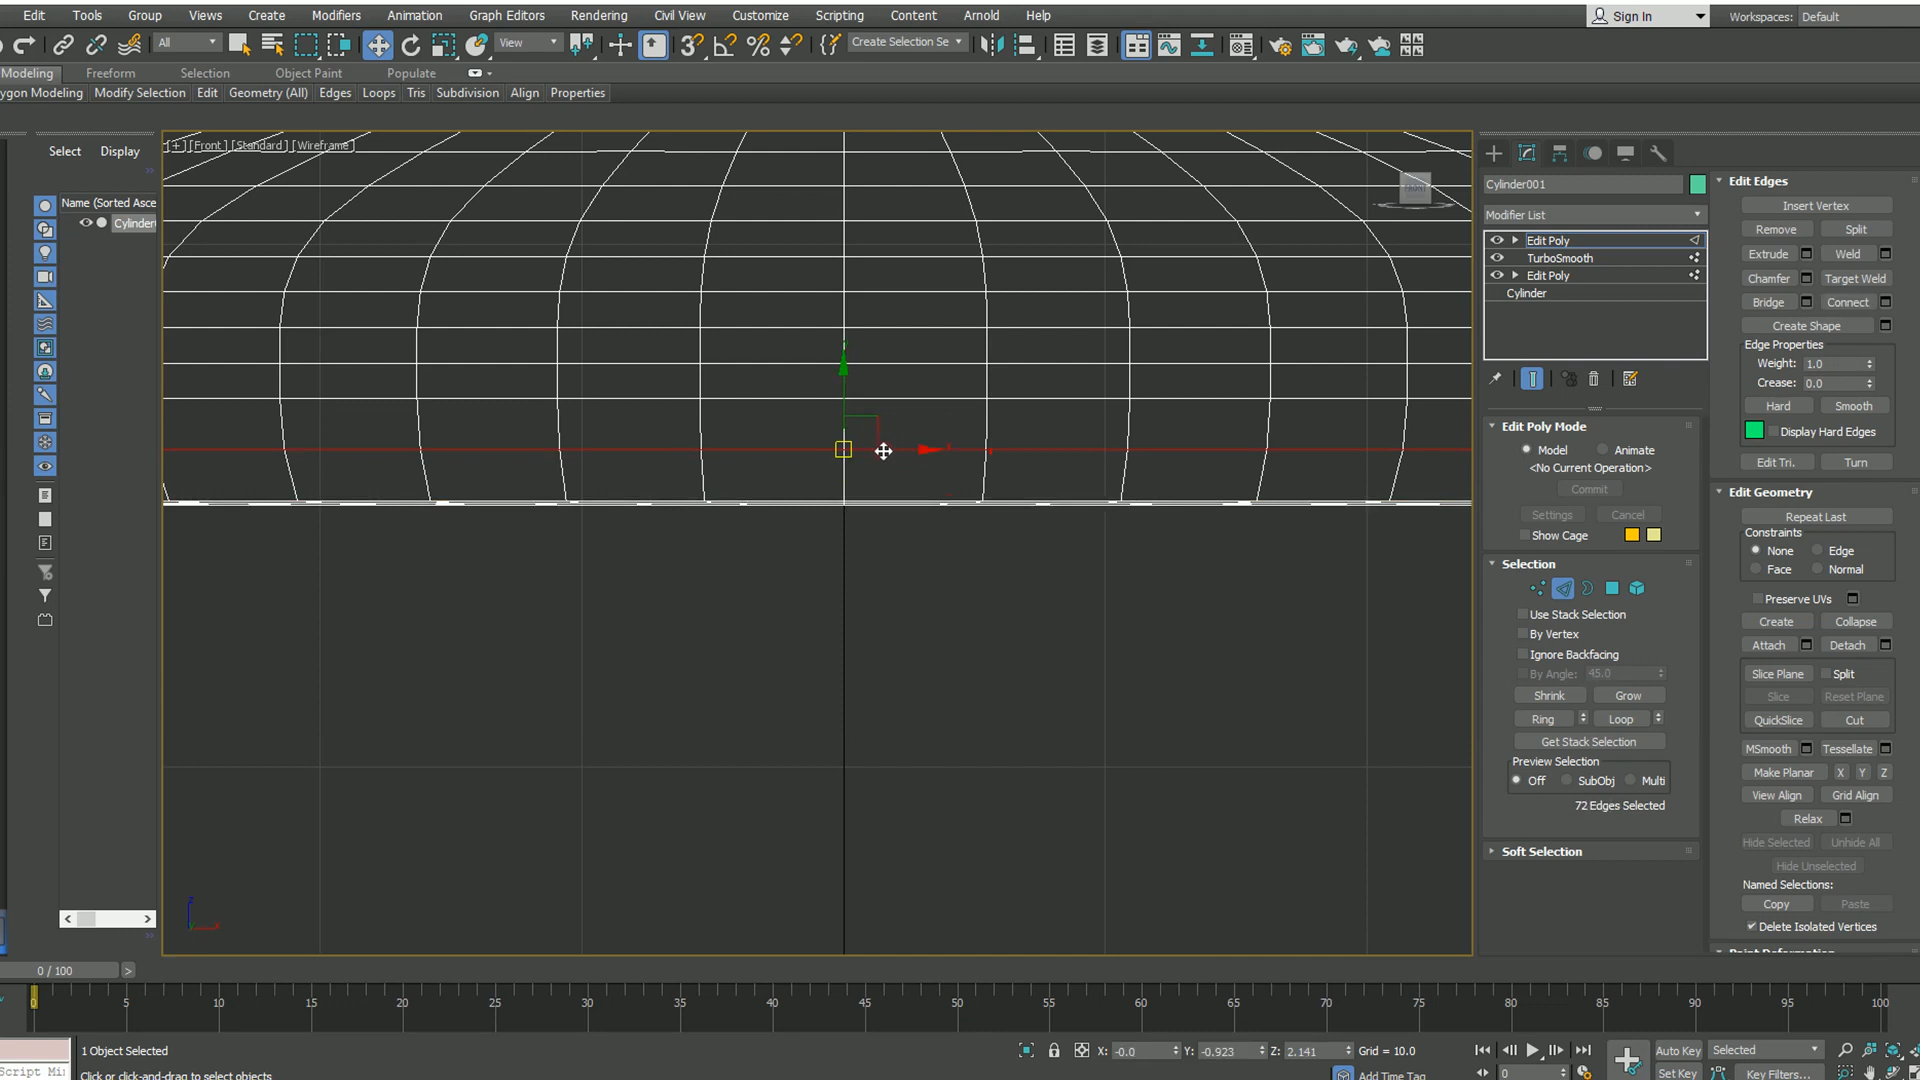 Edit Tools Group Views Create Modifiers Animation Graph Editors Rendering Civil View Customize Scripting Content Arnold Help Sign In Workspaces: Default
All View Create Selection Se
Modeling Freeform Selection Object Paint Populate
ygon Modeling Modify Selection Edit Geometry (All) Edges Loops Tris Subdivision Align Properties
Select Display
[+] [Front] [Standard] [Wireframe]
Name (Sorted Asce
Cylinder
FRONT
Cylinder001
Modifier List
Edit Poly
TurboSmooth
Edit Poly
Cylinder
Edit Poly Mode
Model Animate
<No Current Operation>
Commit
Settings Cancel
Show Cage
Selection
Use Stack Selection
By Vertex
Ignore Backfacing
By Angle: 45.0
Shrink Grow
Ring Loop
Get Stack Selection
Preview Selection
Off SubObj Multi
72 Edges Selected
Soft Selection
Edit Edges
Insert Vertex
Remove Split
Extrude Weld
Chamfer Target Weld
Bridge Connect
Create Shape
Edge Properties
Weight: 1.0
Crease: 0.0
Hard Smooth
Display Hard Edges
Edit Tri. Turn
Edit Geometry
Repeat Last
Constraints
None Edge
Face Normal
Preserve UVs
Create Collapse
Attach Detach
Slice Plane Split
Slice Reset Plane
QuickSlice Cut
MSmooth Tessellate
Make Planar X Y Z
View Align Grid Align
Relax
Hide Selected Unhide All
Hide Unselected
Named Selections:
Copy Paste
Delete Isolated Vertices
Paint Deformation
z
x
0 / 100 >
0 5 10 15 20 25 30 35 40 45 50 55 60 65 70 75 80 85 90 95 100
1 Object Selected X: -0.0 Y: -0.923 Z: 2.141 Grid = 10.0 Auto Key Selected
Script Mi Click or click-and-drag to select objects Add Time Tag 0 Set Key Key Filters...